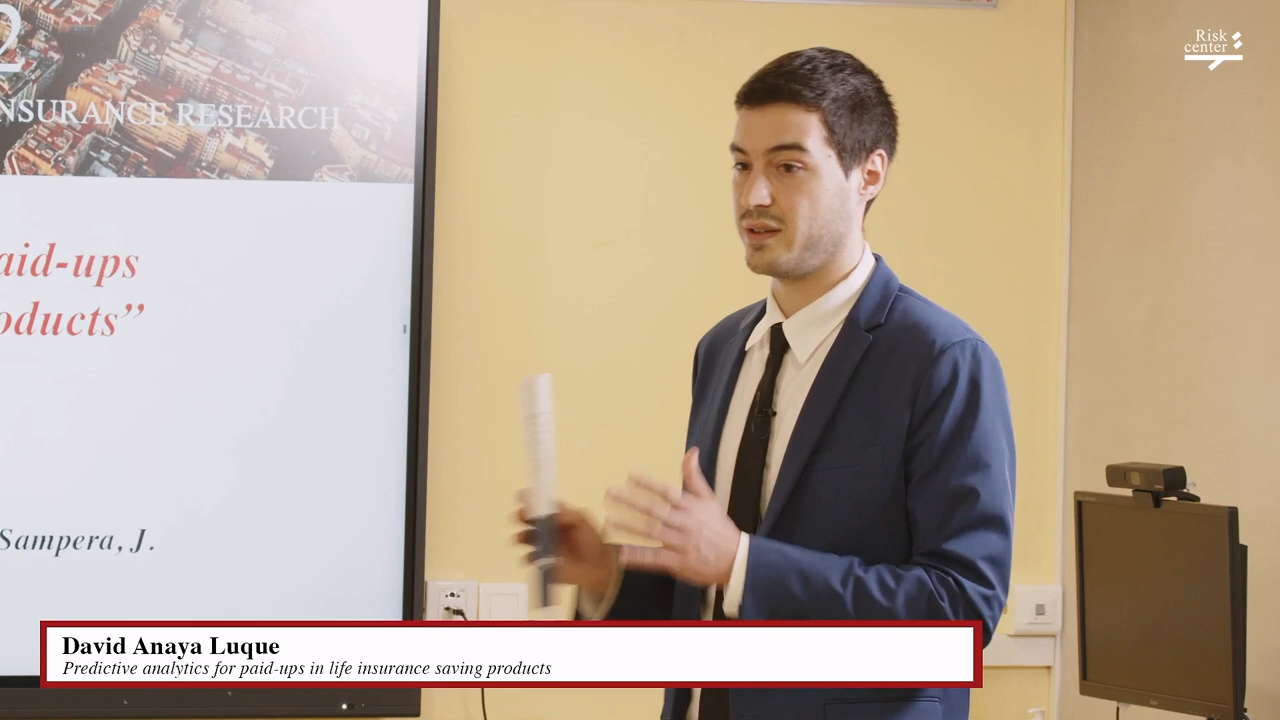 2
NSURANCE RESEARCH
aid-ups
oducts”
Sampera, J.
Risk
center
David Anaya Luque
Predictive analytics for paid-ups in life insurance saving products